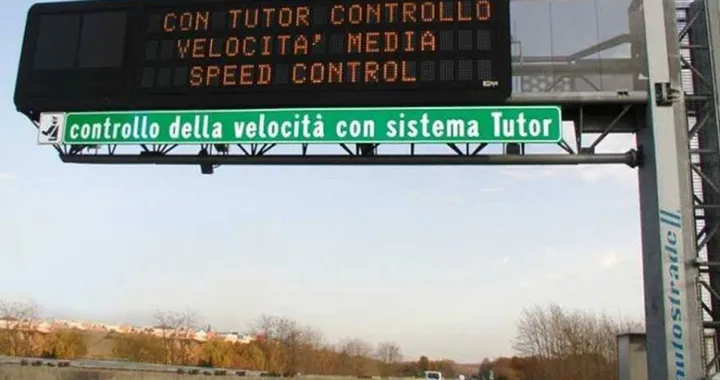 CON TUTOR CONTROLLO
VELOCITA' MEDIA
SPEED CONTROL
controllo della velocità con sistema Tutor
autostrade